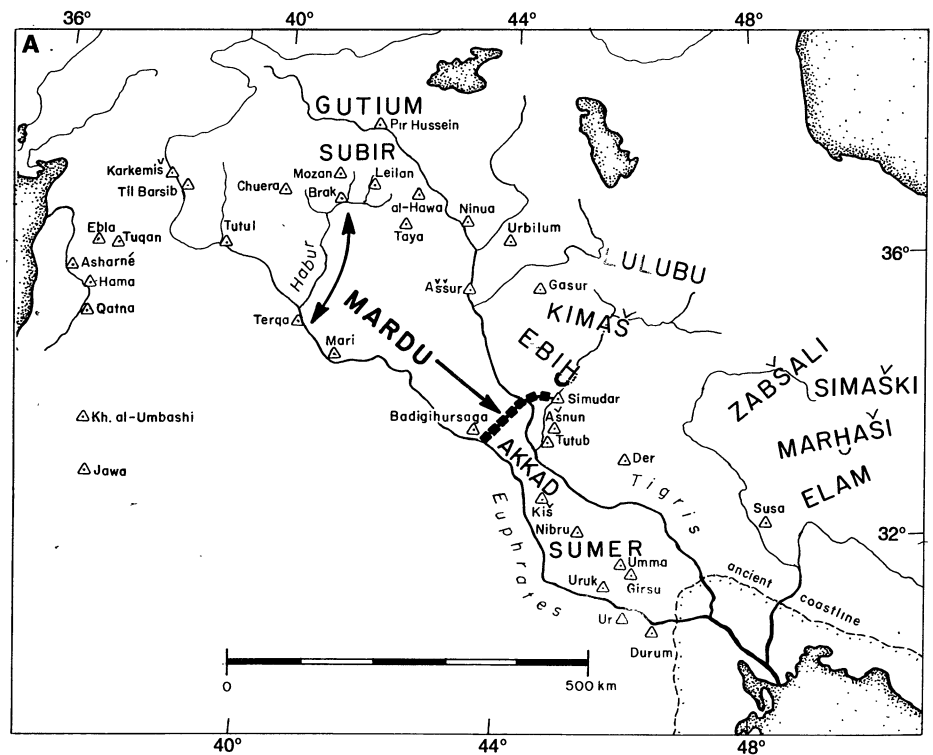 36° 40° 44° 48°
A
GUTIUM
Pır Hussein
SUBIR
Karkemiš
Mozan
Leilan
Til Barsib
Chuera
Brak
al-Hawa
Ninua
Ebla
Tuqan
Tutul
Taya
Urbilum
36°
Asharné
Habur
LULUBU
Hama
Aššur
Gasur
Qatna
Terqa
MARDU
KIMAŠ
Mari
EBIH
ZABŠALI
SIMAŠKI
Simudar
Kh. al-Umbashi
Badigihursaga
Ašnun
Tutub
MARHAŠI
AKKAD
Der
Jawa
Tigris
ELAM
Kiš
Susa
Euphrates
Nibru
32°
SUMER
Umma
ancient
Uruk
Girsu
coastline
Ur
Durum
0 500 km
40° 44° 48°